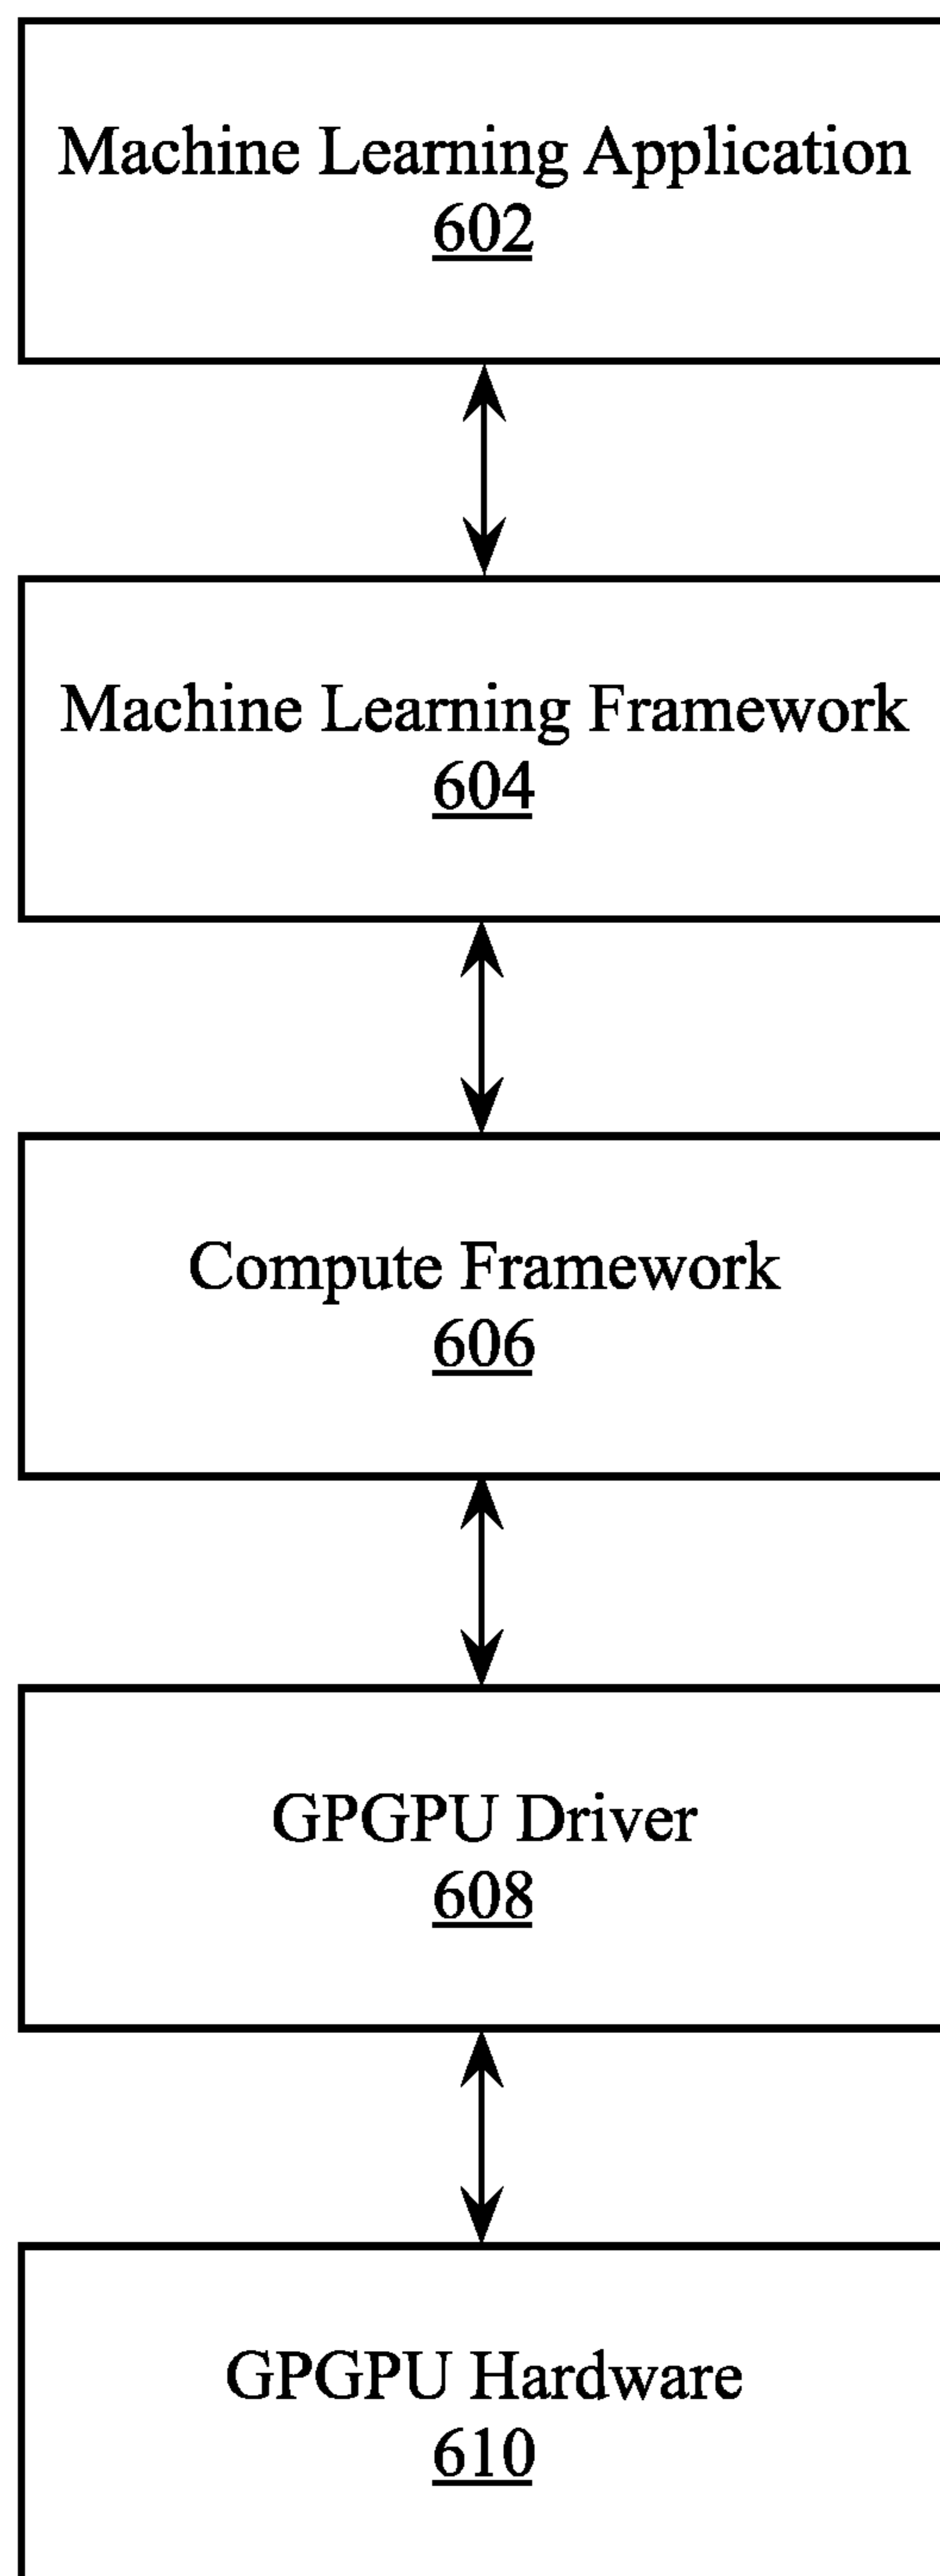 Machine Learning Application
602
Machine Learning Framework
604
Compute Framework
606
GPGPU Driver
608
GPGPU Hardware
610